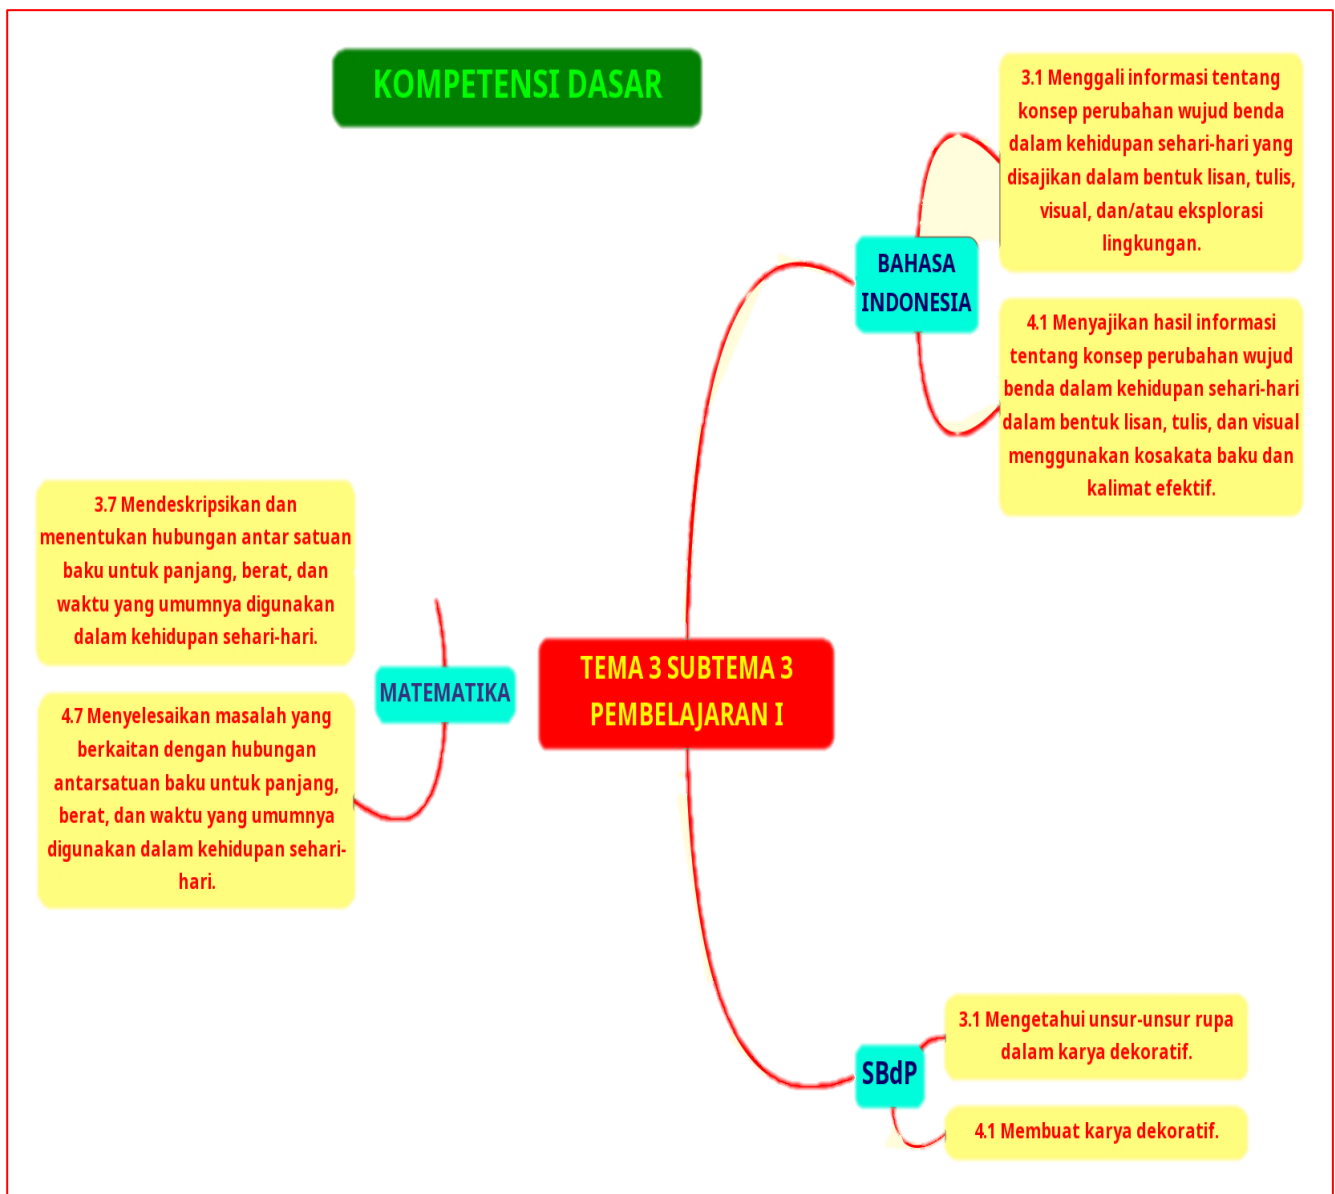 KOMPETENSI DASAR
3.1 Menggali informasi tentang
konsep perubahan wujud benda
dalam kehidupan sehari-hari yang
disajikan dalam bentuk lisan, tulis,
visual, dan/atau eksplorasi
lingkungan.
BAHASA
INDONESIA
4.1 Menyajikan hasil informasi
tentang konsep perubahan wujud
benda dalam kehidupan sehari-hari
dalam bentuk lisan, tulis, dan visual
menggunakan kosakata baku dan
kalimat efektif.
3.7 Mendeskripsikan dan
menentukan hubungan antar satuan
baku untuk panjang, berat, dan
waktu yang umumnya digunakan
dalam kehidupan sehari-hari.
MATEMATIKA
TEMA 3 SUBTEMA 3
PEMBELAJARAN I
4.7 Menyelesaikan masalah yang
berkaitan dengan hubungan
antarsatuan baku untuk panjang,
berat, dan waktu yang umumnya
digunakan dalam kehidupan sehari-
hari.
3.1 Mengetahui unsur-unsur rupa
dalam karya dekoratif.
SBdP
4.1 Membuat karya dekoratif.